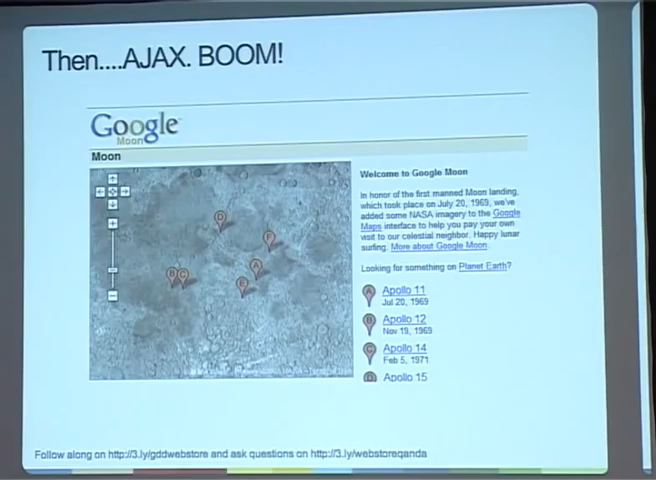 Then....AJAX. BOOM!
Google
Moon
Moon
D
F
B C
A
E
Welcome to Google Moon
In honor of the first manned Moon landing,
which took place on July 20, 1969, we've
added some NASA imagery to the Google
Maps interface to help you pay your own
visit to our celestial neighbor. Happy lunar
surfing. More about Google Moon.
Looking for something on Planet Earth?
A Apollo 11
Jul 20, 1969
B Apollo 12
Nov 19, 1969
C Apollo 14
Feb 5, 1971
D Apollo 15
Follow along on http://3.ly/gddwebstore and ask questions on http://3.ly/webstoreqanda